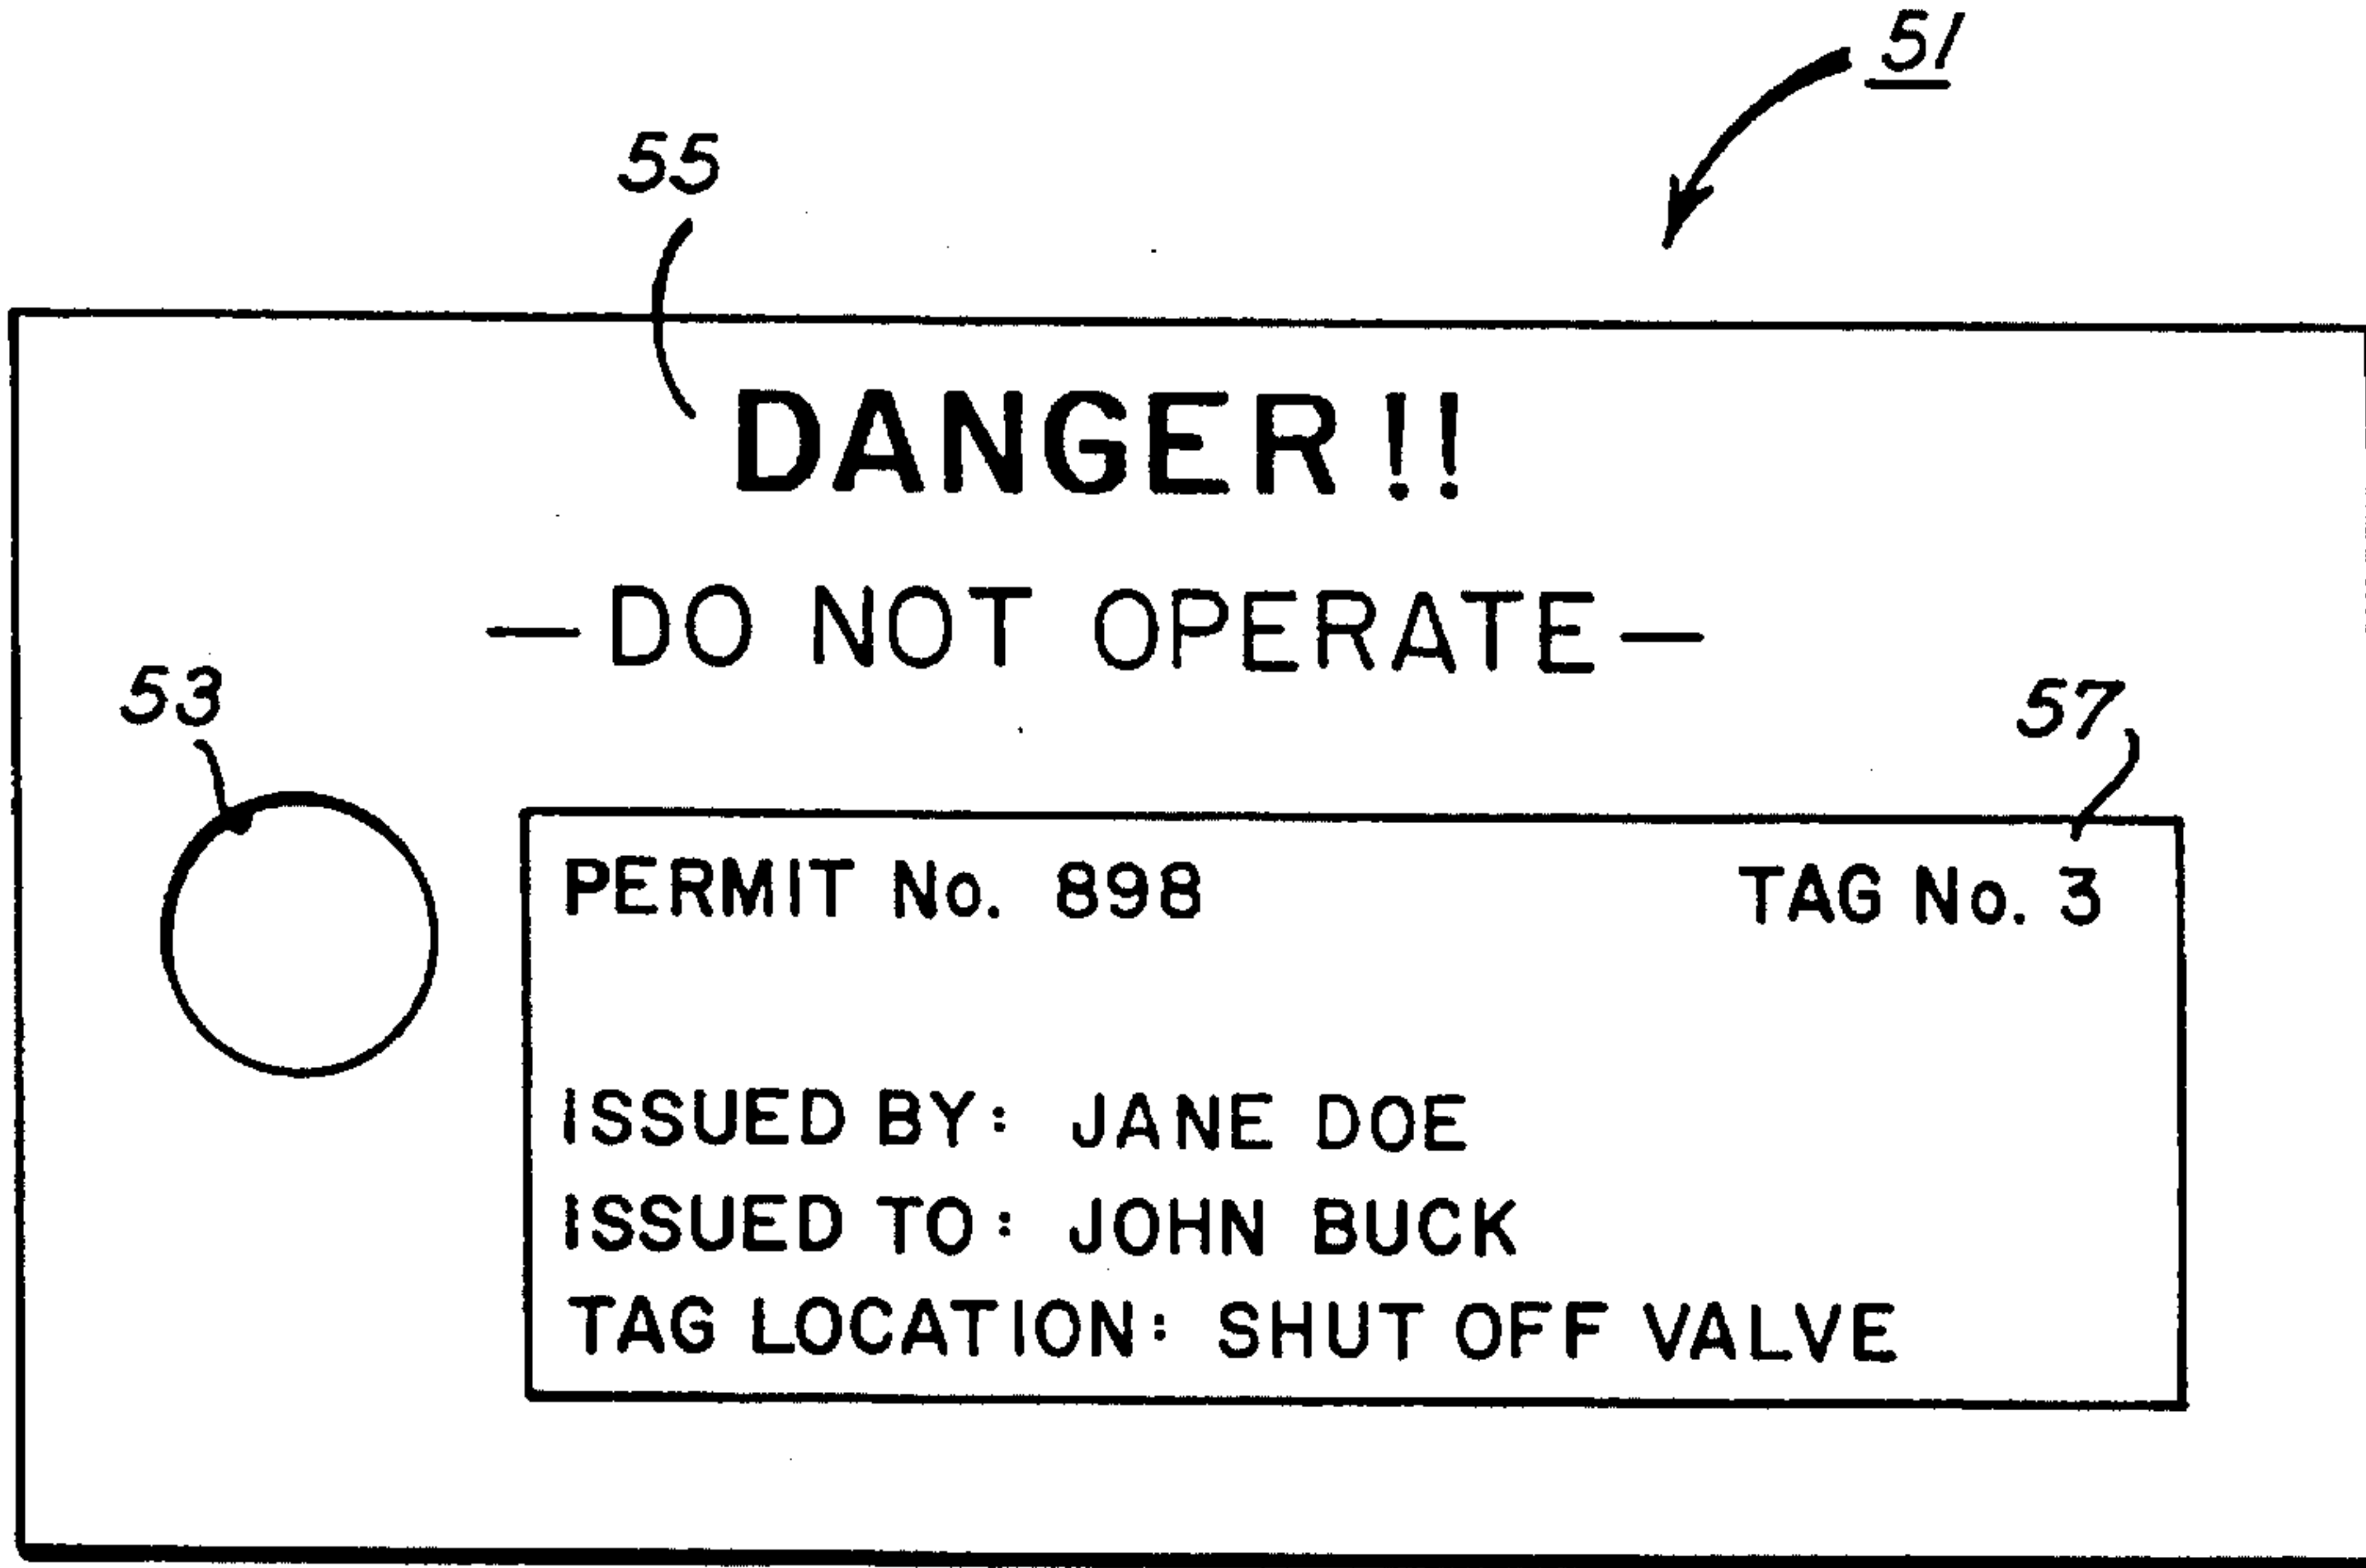 51
55
DANGER!!
—DO NOT OPERATE—
53
57
PERMIT No. 898 TAG No. 3
ISSUED BY: JANE DOE
ISSUED TO: JOHN BUCK
TAG LOCATION: SHUT OFF VALVE